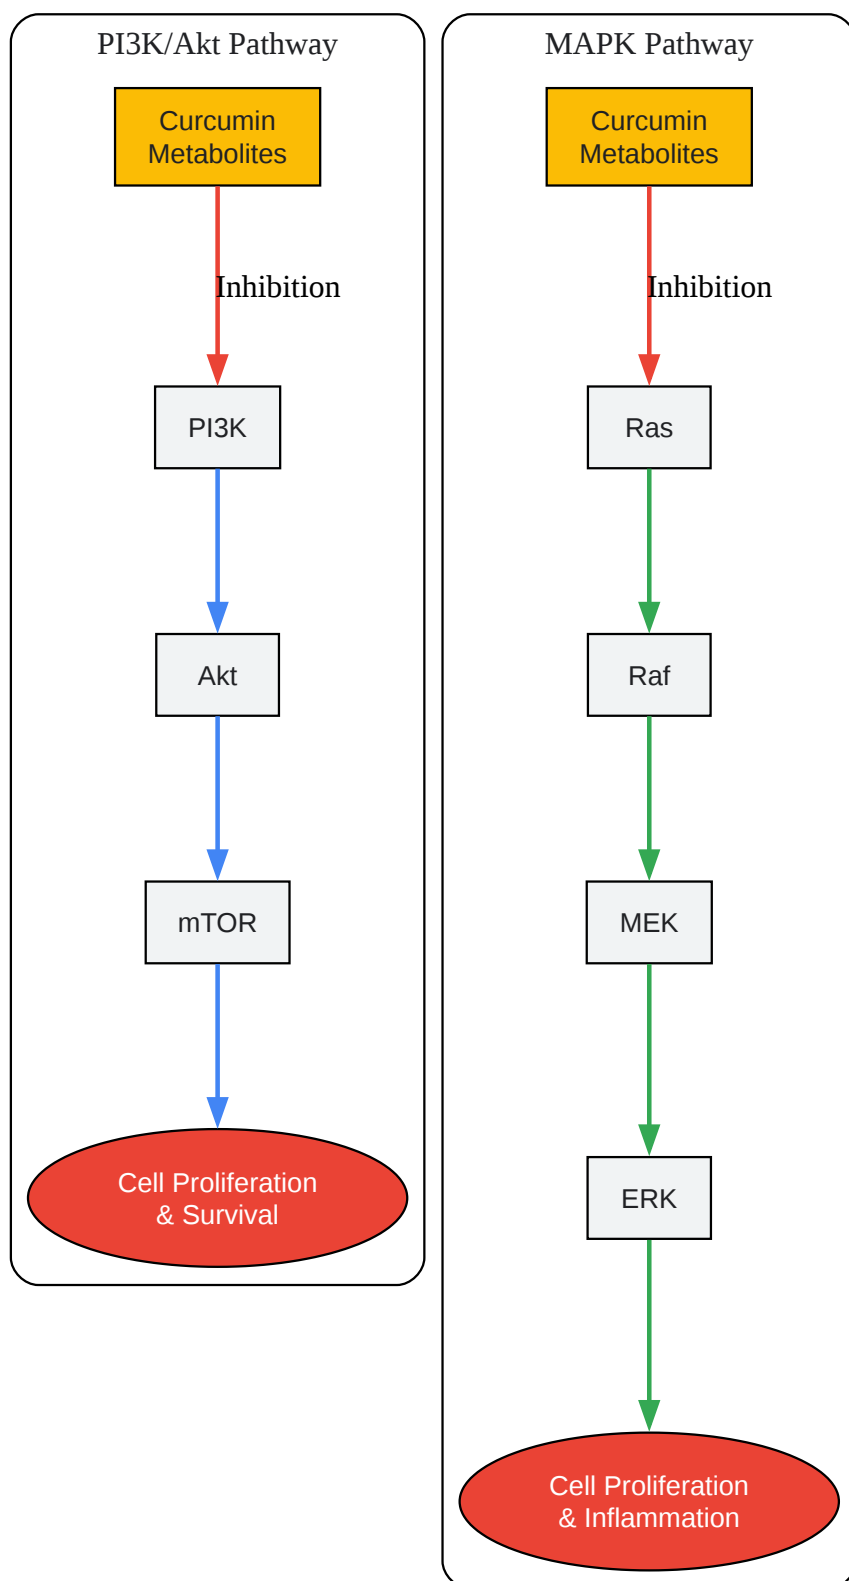 PI3K/Akt Pathway
Curcumin
Metabolites
Inhibition
PI3K
Akt
mTOR
Cell Proliferation
& Survival
MAPK Pathway
Curcumin
Metabolites
Inhibition
Ras
Raf
MEK
ERK
Cell Proliferation
& Inflammation